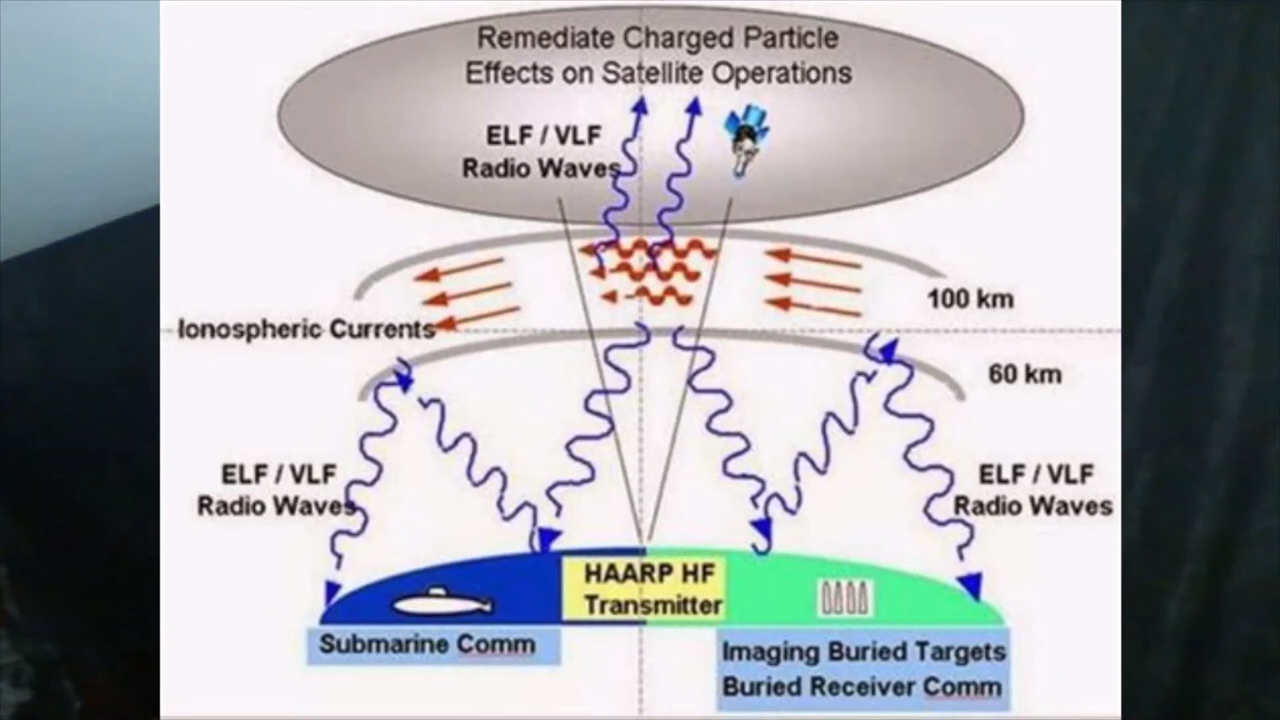 Remediate Charged Particle
Effects on Satellite Operations
ELF / VLF
Radio Waves
100 km
Ionospheric Currents
60 km
ELF / VLF
Radio Waves
ELF / VLF
Radio Waves
HAARP HF
Transmitter
Submarine Comm
Imaging Buried Targets
Buried Receiver Comm